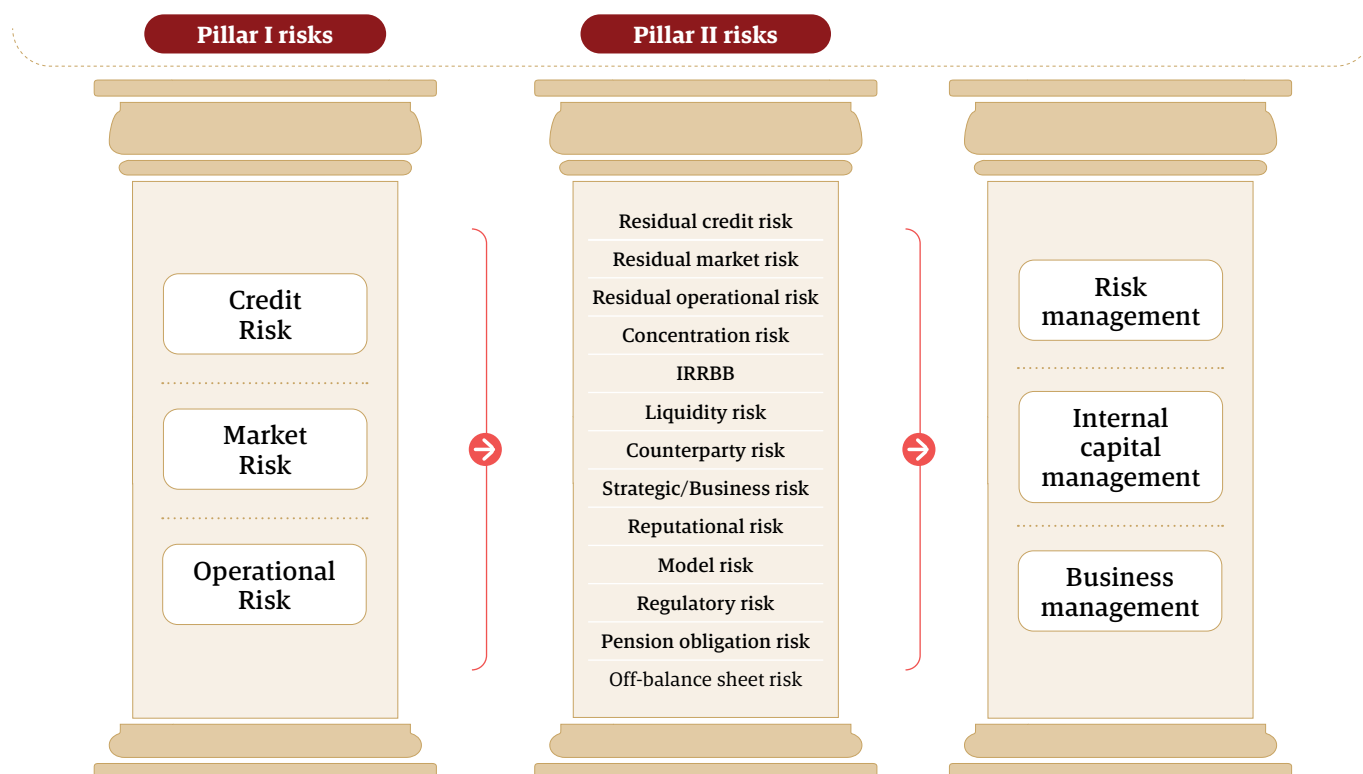 Pillar I risks
Pillar II risks
Credit
Risk
Market
Risk
Operational
Risk
Residual credit risk
Residual market risk
Residual operational risk
Concentration risk
IRRBB
Liquidity risk
Counterparty risk
Strategic/Business risk
Reputational risk
Model risk
Regulatory risk
Pension obligation risk
Off-balance sheet risk
Risk
management
Internal
capital
management
Business
management